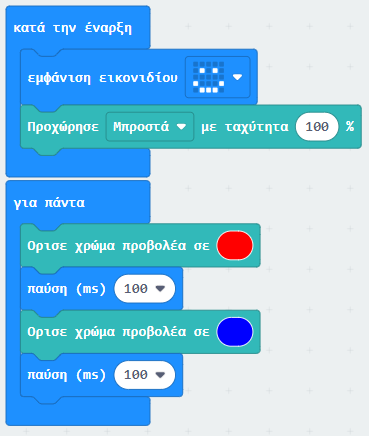 κατά την έναρξη
εμφάνιση εικονιδίου
Προχώρησε Μπροστά με ταχύτητα 100 %
για πάντα
Ορισε χρώμα προβολέα σε
παύση (ms) 100
Ορισε χρώμα προβολέα σε
παύση (ms) 100